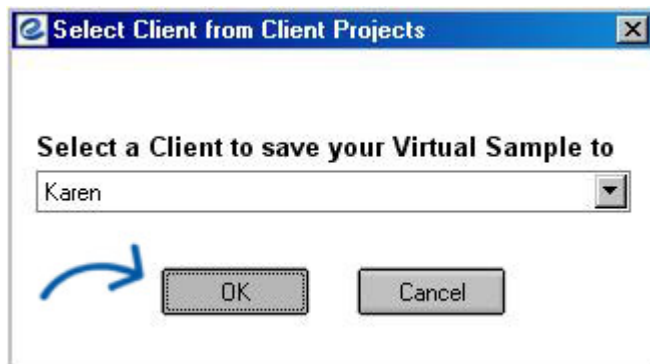 Select Client from Client Projects
Select a Client to save your Virtual Sample to
Karen
OK Cancel